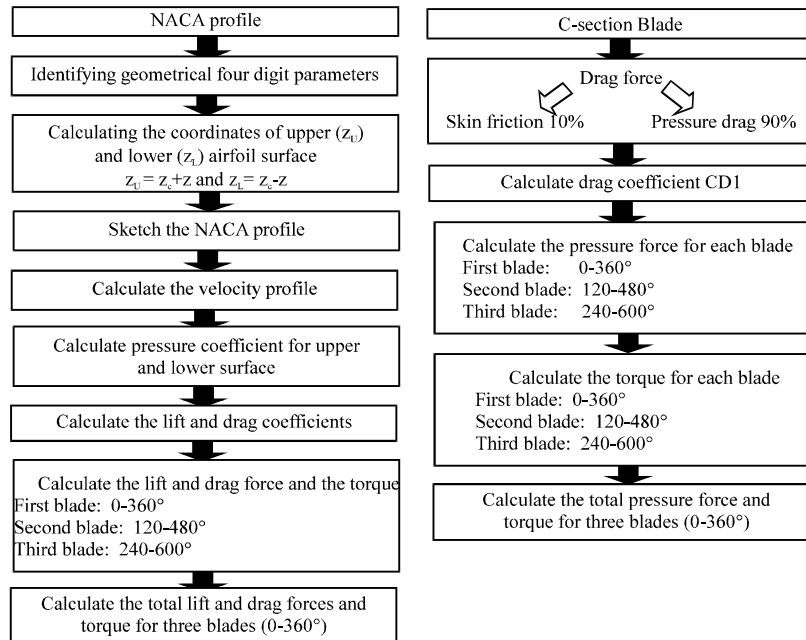 NACA profile
Identifying geometrical four digit parameters
Calculating the coordinates of upper (zU)
and lower (zL) airfoil surface
zU = zc+z and zL = zc-z
Sketch the NACA profile
Calculate the velocity profile
Calculate pressure coefficient for upper
and lower surface
Calculate the lift and drag coefficients
Calculate the lift and drag force and the torque
First blade: 0-360°
Second blade: 120-480°
Third blade: 240-600°
Calculate the total lift and drag forces and
torque for three blades (0-360°)
C-section Blade
Drag force
Skin friction 10% Pressure drag 90%
Calculate drag coefficient CD1
Calculate the pressure force for each blade
First blade: 0-360°
Second blade: 120-480°
Third blade: 240-600°
Calculate the torque for each blade
First blade: 0-360°
Second blade: 120-480°
Third blade: 240-600°
Calculate the total pressure force and
torque for three blades (0-360°)